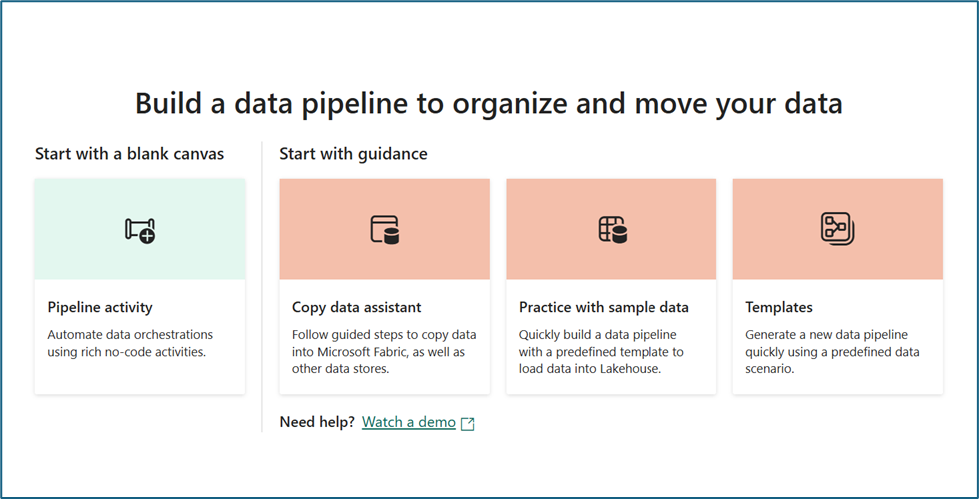 Build a data pipeline to organize and move your data
Start with a blank canvas
Start with guidance
Pipeline activity
Automate data orchestrations
using rich no-code activities.
Copy data assistant
Follow guided steps to copy data
into Microsoft Fabric, as well as
other data stores.
Practice with sample data
Quickly build a data pipeline
with a predefined template to
load data into Lakehouse.
Templates
Generate a new data pipeline
quickly using a predefined data
scenario.
Need help? Watch a demo